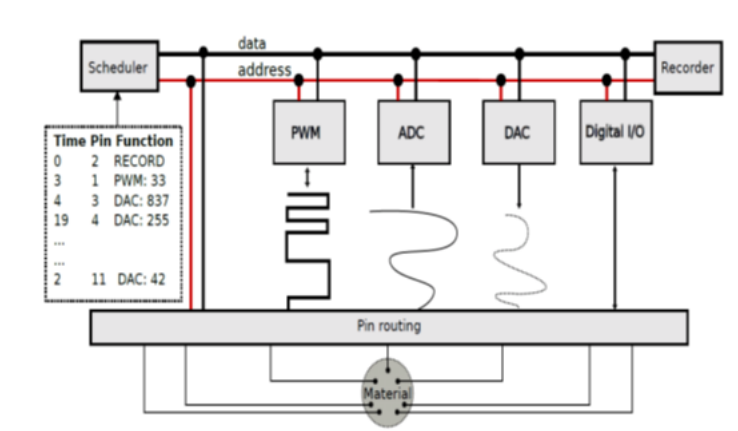 data
Scheduler
address
Recorder
PWM
ADC
DAC
Digital I/O
Time Pin Function
0 2 RECORD
3 1 PWM: 33
4 3 DAC: 837
19 4 DAC: 255
...
...
2 11 DAC: 42
Pin routing
Material